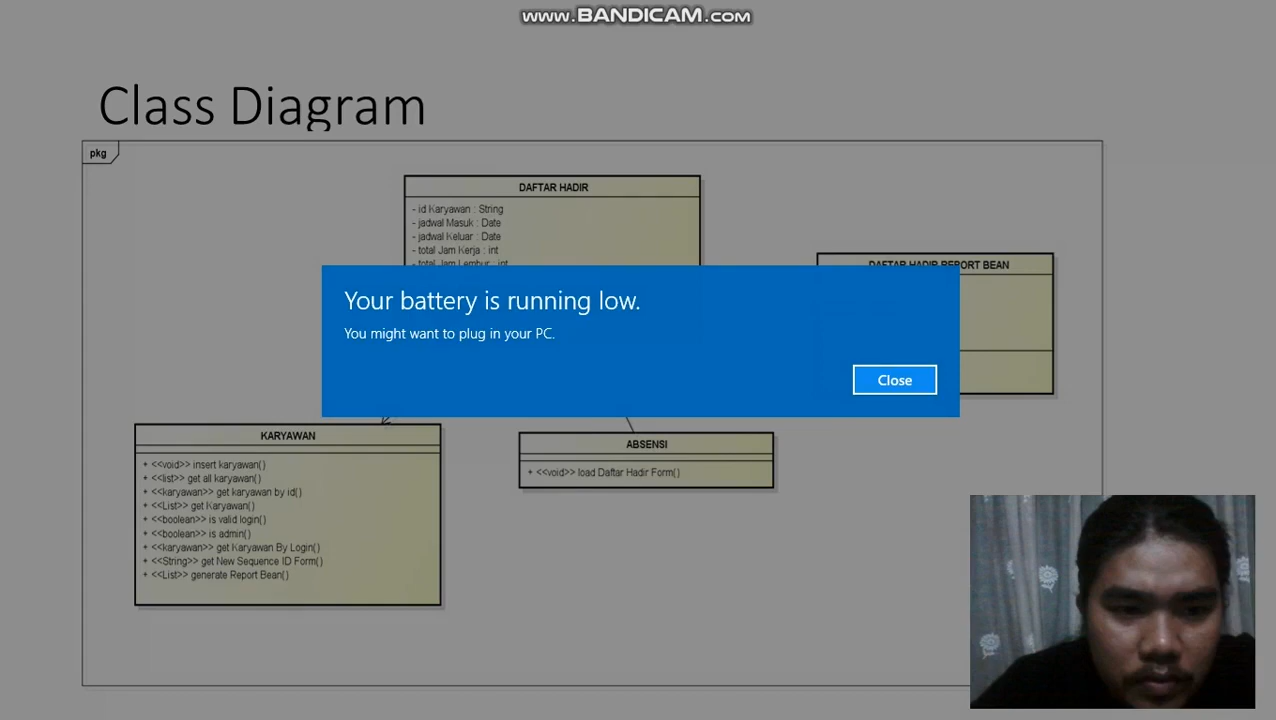 www.BANDICAM.COM
Class Diagram
pkg
DAFTAR HADIR
- id Karyawan : String
- jadwal Masuk : Date
- jadwal Keluar : Date
- total Jam Kerja : int
- total Jam Lembur : int
DAFTAR HADIR REPORT BEAN
Your battery is running low.
You might want to plug in your PC.
Close
KARYAWAN
+ <<void>> insert karyawan()
+ <<list>> get all karyawan()
+ <<karyawan>> get karyawan by id()
+ <<List>> get Karyawan()
+ <<boolean>> is valid login()
+ <<boolean>> is admin()
+ <<karyawan>> get Karyawan By Login()
+ <<String>> get New Sequence ID Form()
+ <<List>> generate Report Bean()
ABSENSI
+ <<void>> load Daftar Hadir Form()